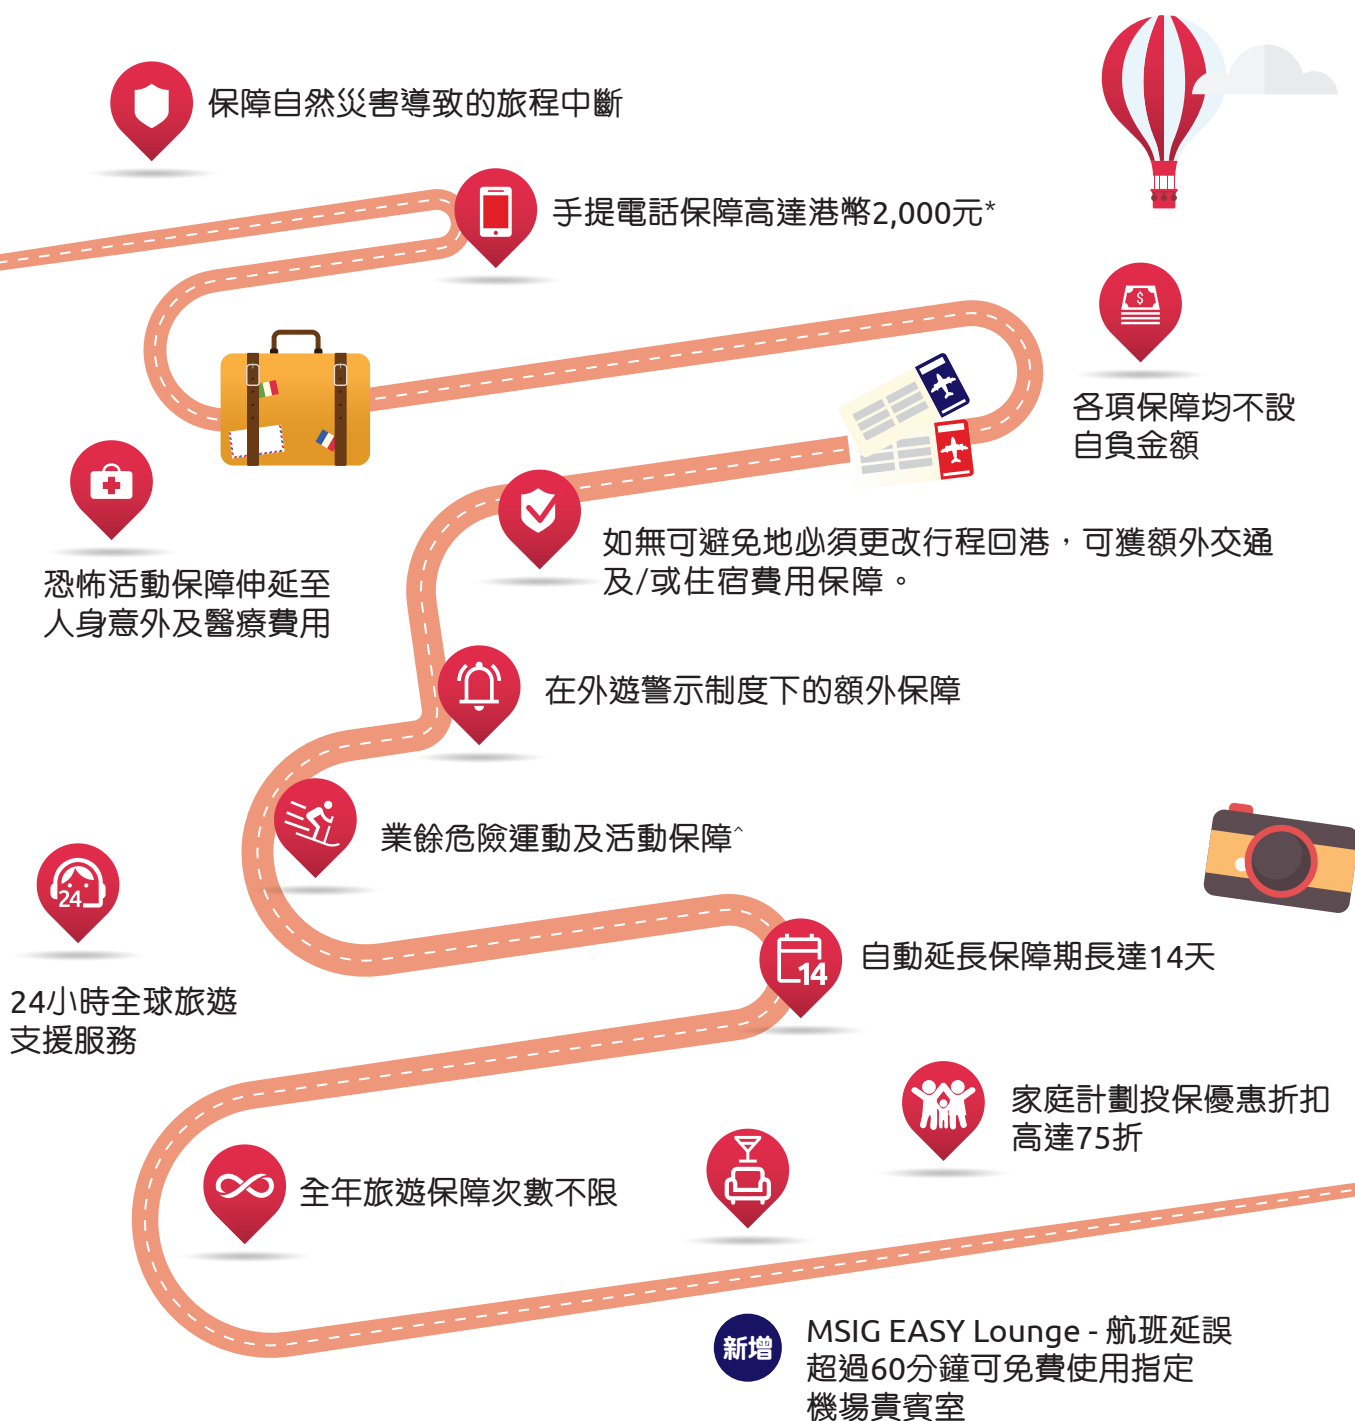 保障自然災害導致的旅程中斷
手提電話保障高達港幣2,000元*
$
各項保障均不設
自負金額
如無可避免地必須更改行程回港，可獲額外交通
及/或住宿費用保障。
恐怖活動保障伸延至
人身意外及醫療費用
在外遊警示制度下的額外保障
業餘危險運動及活動保障^
24
24小時全球旅遊
支援服務
14
自動延長保障期長達14天
家庭計劃投保優惠折扣
高達75折
全年旅遊保障次數不限
新增
MSIG EASY Lounge - 航班延誤
超過60分鐘可免費使用指定
機場貴賓室